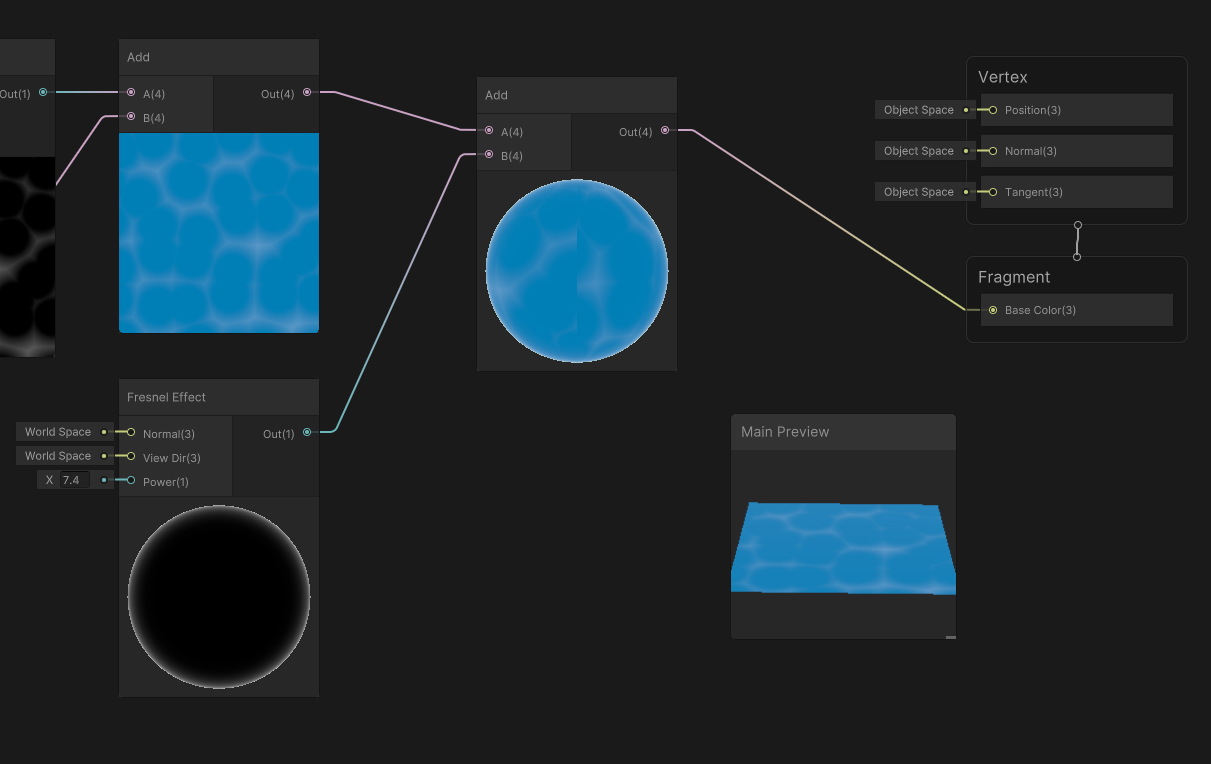 Out(1)
Add
A(4)
Out(4)
B(4)
Add
A(4)
Out(4)
B(4)
Vertex
Object Space
Position(3)
Object Space
Normal(3)
Object Space
Tangent(3)
Fragment
Base Color(3)
Fresnel Effect
World Space
Normal(3)
Out(1)
World Space
View Dir(3)
X 7.4
Power(1)
Main Preview